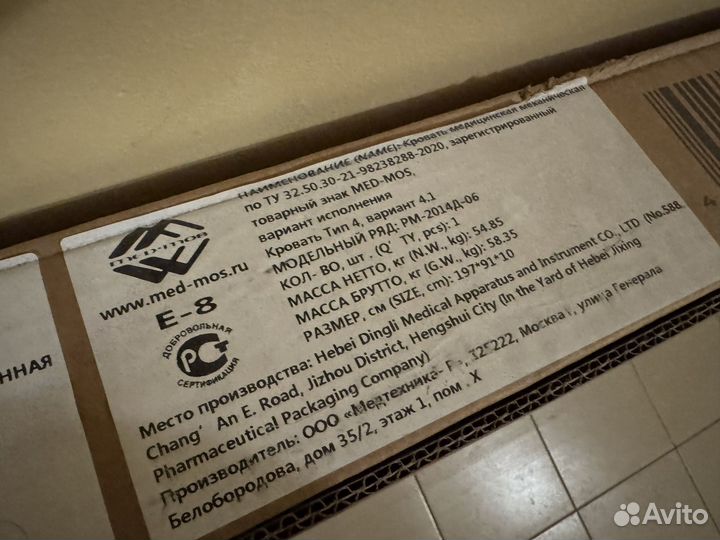 НАИМЕНОВАНИЕ (NAME): Кровать медицинская механическая
по ТУ 32.50.30-21-98238288-2020, зарегистрированный
товарный знак MED-MOS,
вариант исполнения
Кровать Тип 4, вариант 4.1
МОДЕЛЬНЫЙ РЯД: РМ-2014Д-06
КОЛ- ВО, шт , (Q' TY, pcs): 1
МАССА НЕТТО, кг (N.W., kg): 54.85
МАССА БРУТТО, кг (G.W., kg): 58.35
РАЗМЕР. см (SIZE, cm): 197*91*10
Место производства: Hebei Dingli Medical Apparatus and Instrument CO., LTD (No.588.
Chang' An E. Road, Jizhou District, Hengshui City (In the Yard of Hebei Jixing
Pharmaceutical Packaging Company)
Производитель: ООО «Медтехника- 222, Москва г, улица Генерала
Белобородова, дом 35/2, этаж 1, пом . X
med-mos
www.med-mos.ru
E-8
ДОБРОВОЛЬНАЯ
СЕРТИФИКАЦИЯ
ННАЯ
4
Avito